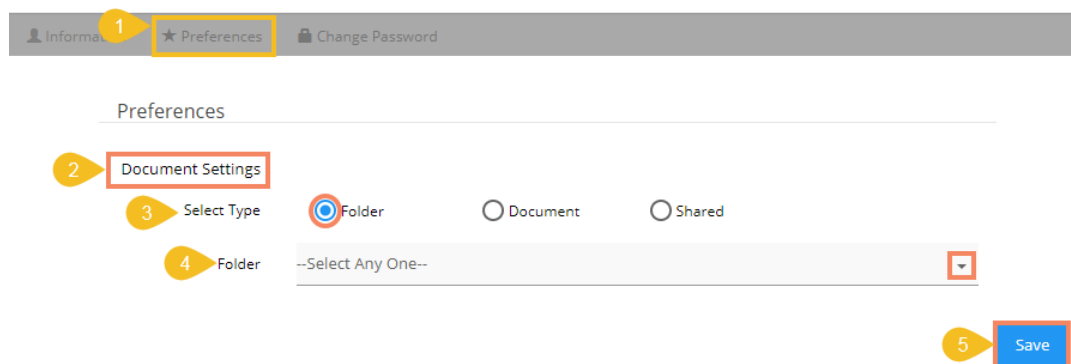 1
Informat Preferences Change Password
Preferences
2 Document Settings
3 Select Type Folder Document Shared
4 Folder --Select Any One--
5 Save